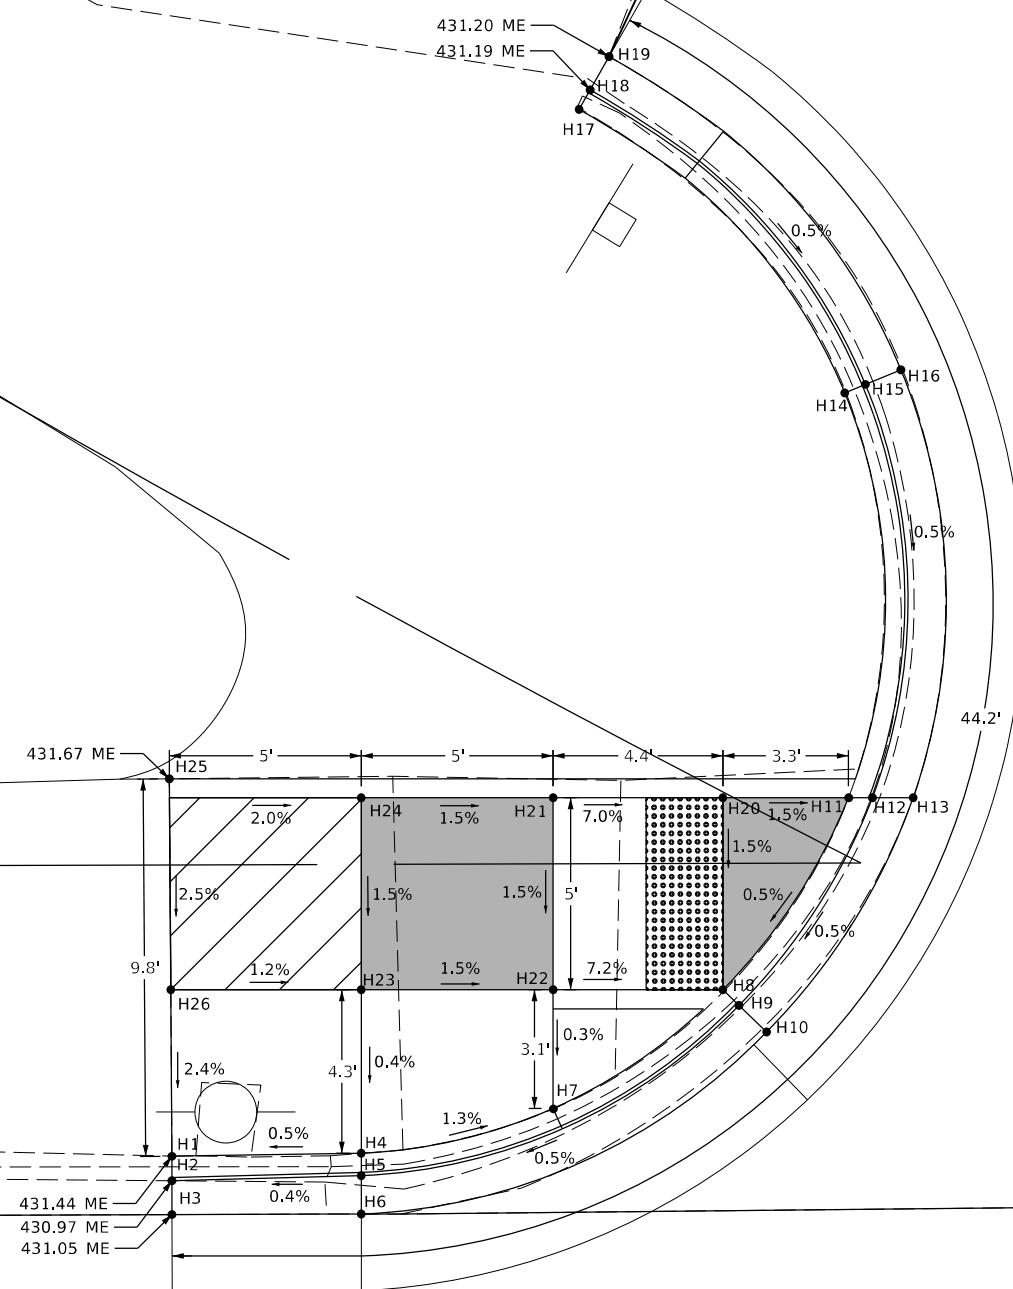 431.20 ME
H19
431.19 ME
H18
H17
0.5%
H16
H15
H14
0.5%
44.2'
431.67 ME
H25
5'
5'
4.4'
3.3'
H24
H21
H20
H11
H12
H13
2.0%
1.5%
7.0%
1.5%
1.5%
2.5%
1.5%
1.5%
5'
0.5%
0.5%
9.8'
1.2%
H23
1.5%
H22
7.2%
H8
H26
H9
H10
0.3%
3.1'
2.4%
4.3'
0.4%
H7
1.3%
0.5%
H1
H4
H2
H5
0.5%
H3
0.4%
H6
431.44 ME
430.97 ME
431.05 ME